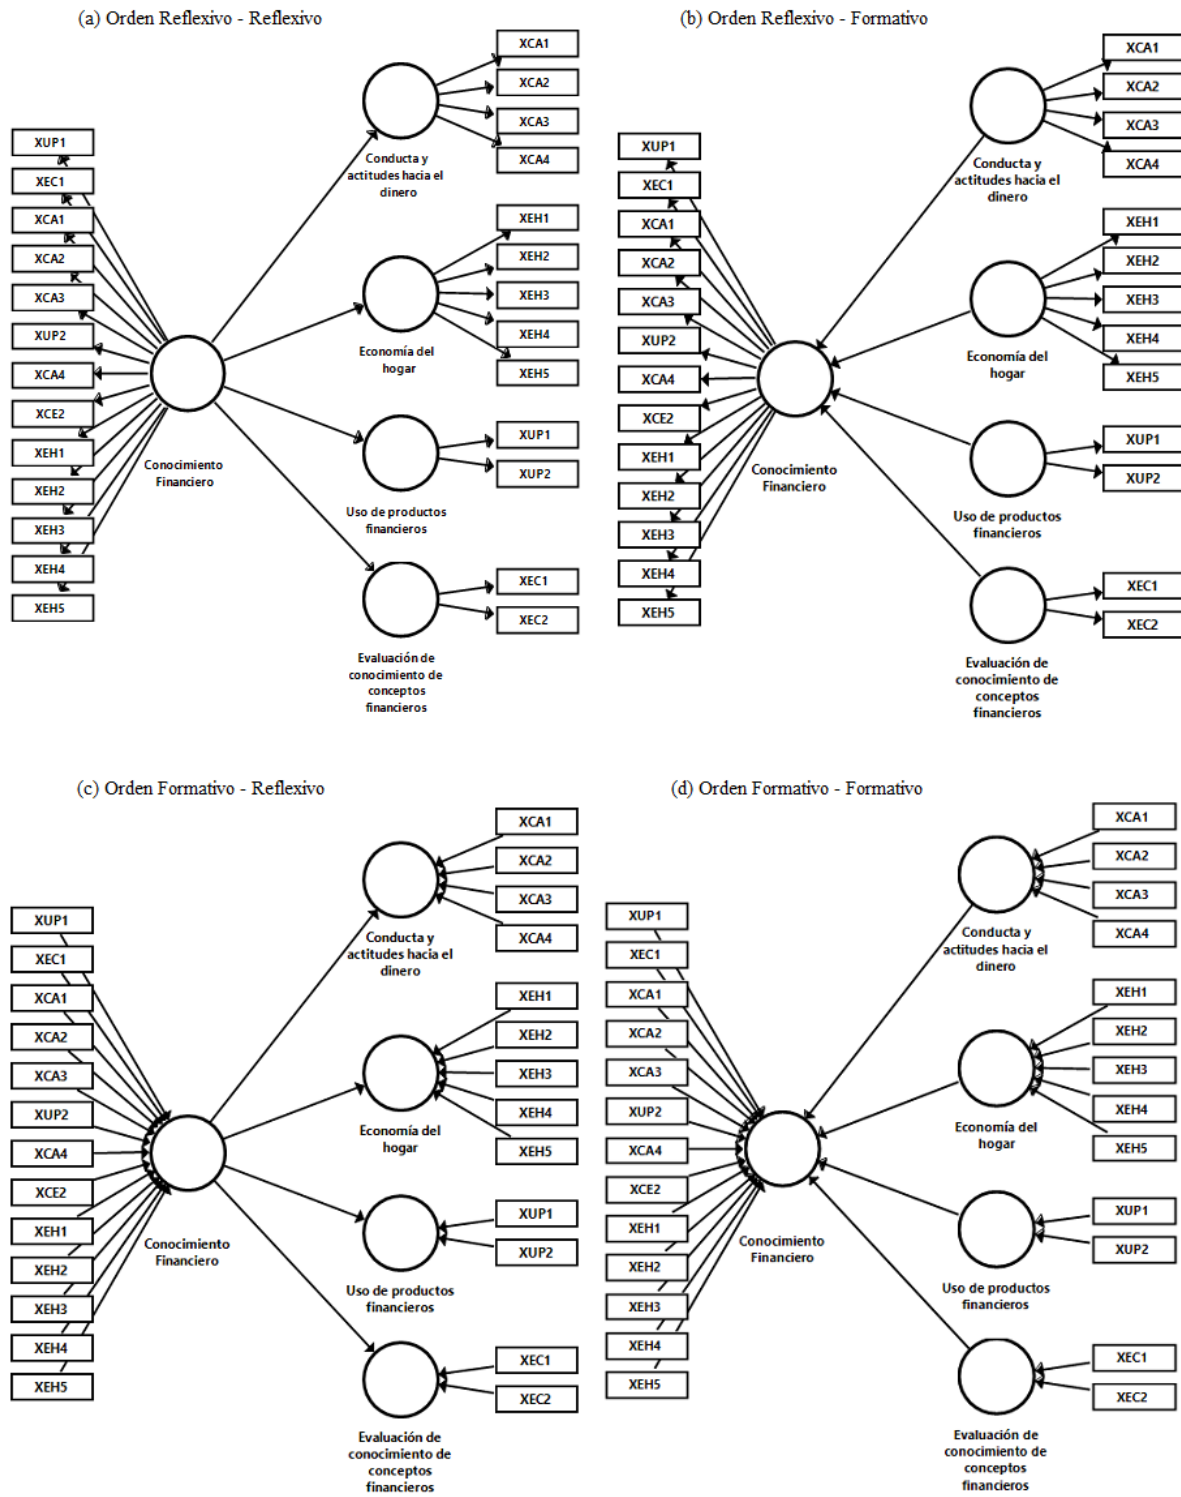 (a) Orden Reflexivo - Reflexivo
XUP1
XEC1
XCA1
XCA2
XCA3
XUP2
XCA4
XCE2
XEH1
XEH2
XEH3
XEH4
XEH5
Conocimiento
Financiero
Conducta y
actitudes hacia el
dinero
Economía del
hogar
Uso de productos
financieros
Evaluación de
conocimiento de
conceptos
financieros
XCA1
XCA2
XCA3
XCA4
XEH1
XEH2
XEH3
XEH4
XEH5
XUP1
XUP2
XEC1
XEC2
(b) Orden Reflexivo - Formativo
XUP1
XEC1
XCA1
XCA2
XCA3
XUP2
XCA4
XCE2
XEH1
XEH2
XEH3
XEH4
XEH5
Conocimiento
Financiero
Conducta y
actitudes hacia el
dinero
Economía del
hogar
Uso de productos
financieros
Evaluación de
conocimiento de
conceptos
financieros
XCA1
XCA2
XCA3
XCA4
XEH1
XEH2
XEH3
XEH4
XEH5
XUP1
XUP2
XEC1
XEC2
(c) Orden Formativo - Reflexivo
XUP1
XEC1
XCA1
XCA2
XCA3
XUP2
XCA4
XCE2
XEH1
XEH2
XEH3
XEH4
XEH5
Conocimiento
Financiero
Conducta y
actitudes hacia el
dinero
Economía del
hogar
Uso de productos
financieros
Evaluación de
conocimiento de
conceptos
financieros
XCA1
XCA2
XCA3
XCA4
XEH1
XEH2
XEH3
XEH4
XEH5
XUP1
XUP2
XEC1
XEC2
(d) Orden Formativo - Formativo
XUP1
XEC1
XCA1
XCA2
XCA3
XUP2
XCA4
XCE2
XEH1
XEH2
XEH3
XEH4
XEH5
Conocimiento
Financiero
Conducta y
actitudes hacia el
dinero
Economía del
hogar
Uso de productos
financieros
Evaluación de
conocimiento de
conceptos
financieros
XCA1
XCA2
XCA3
XCA4
XEH1
XEH2
XEH3
XEH4
XEH5
XUP1
XUP2
XEC1
XEC2